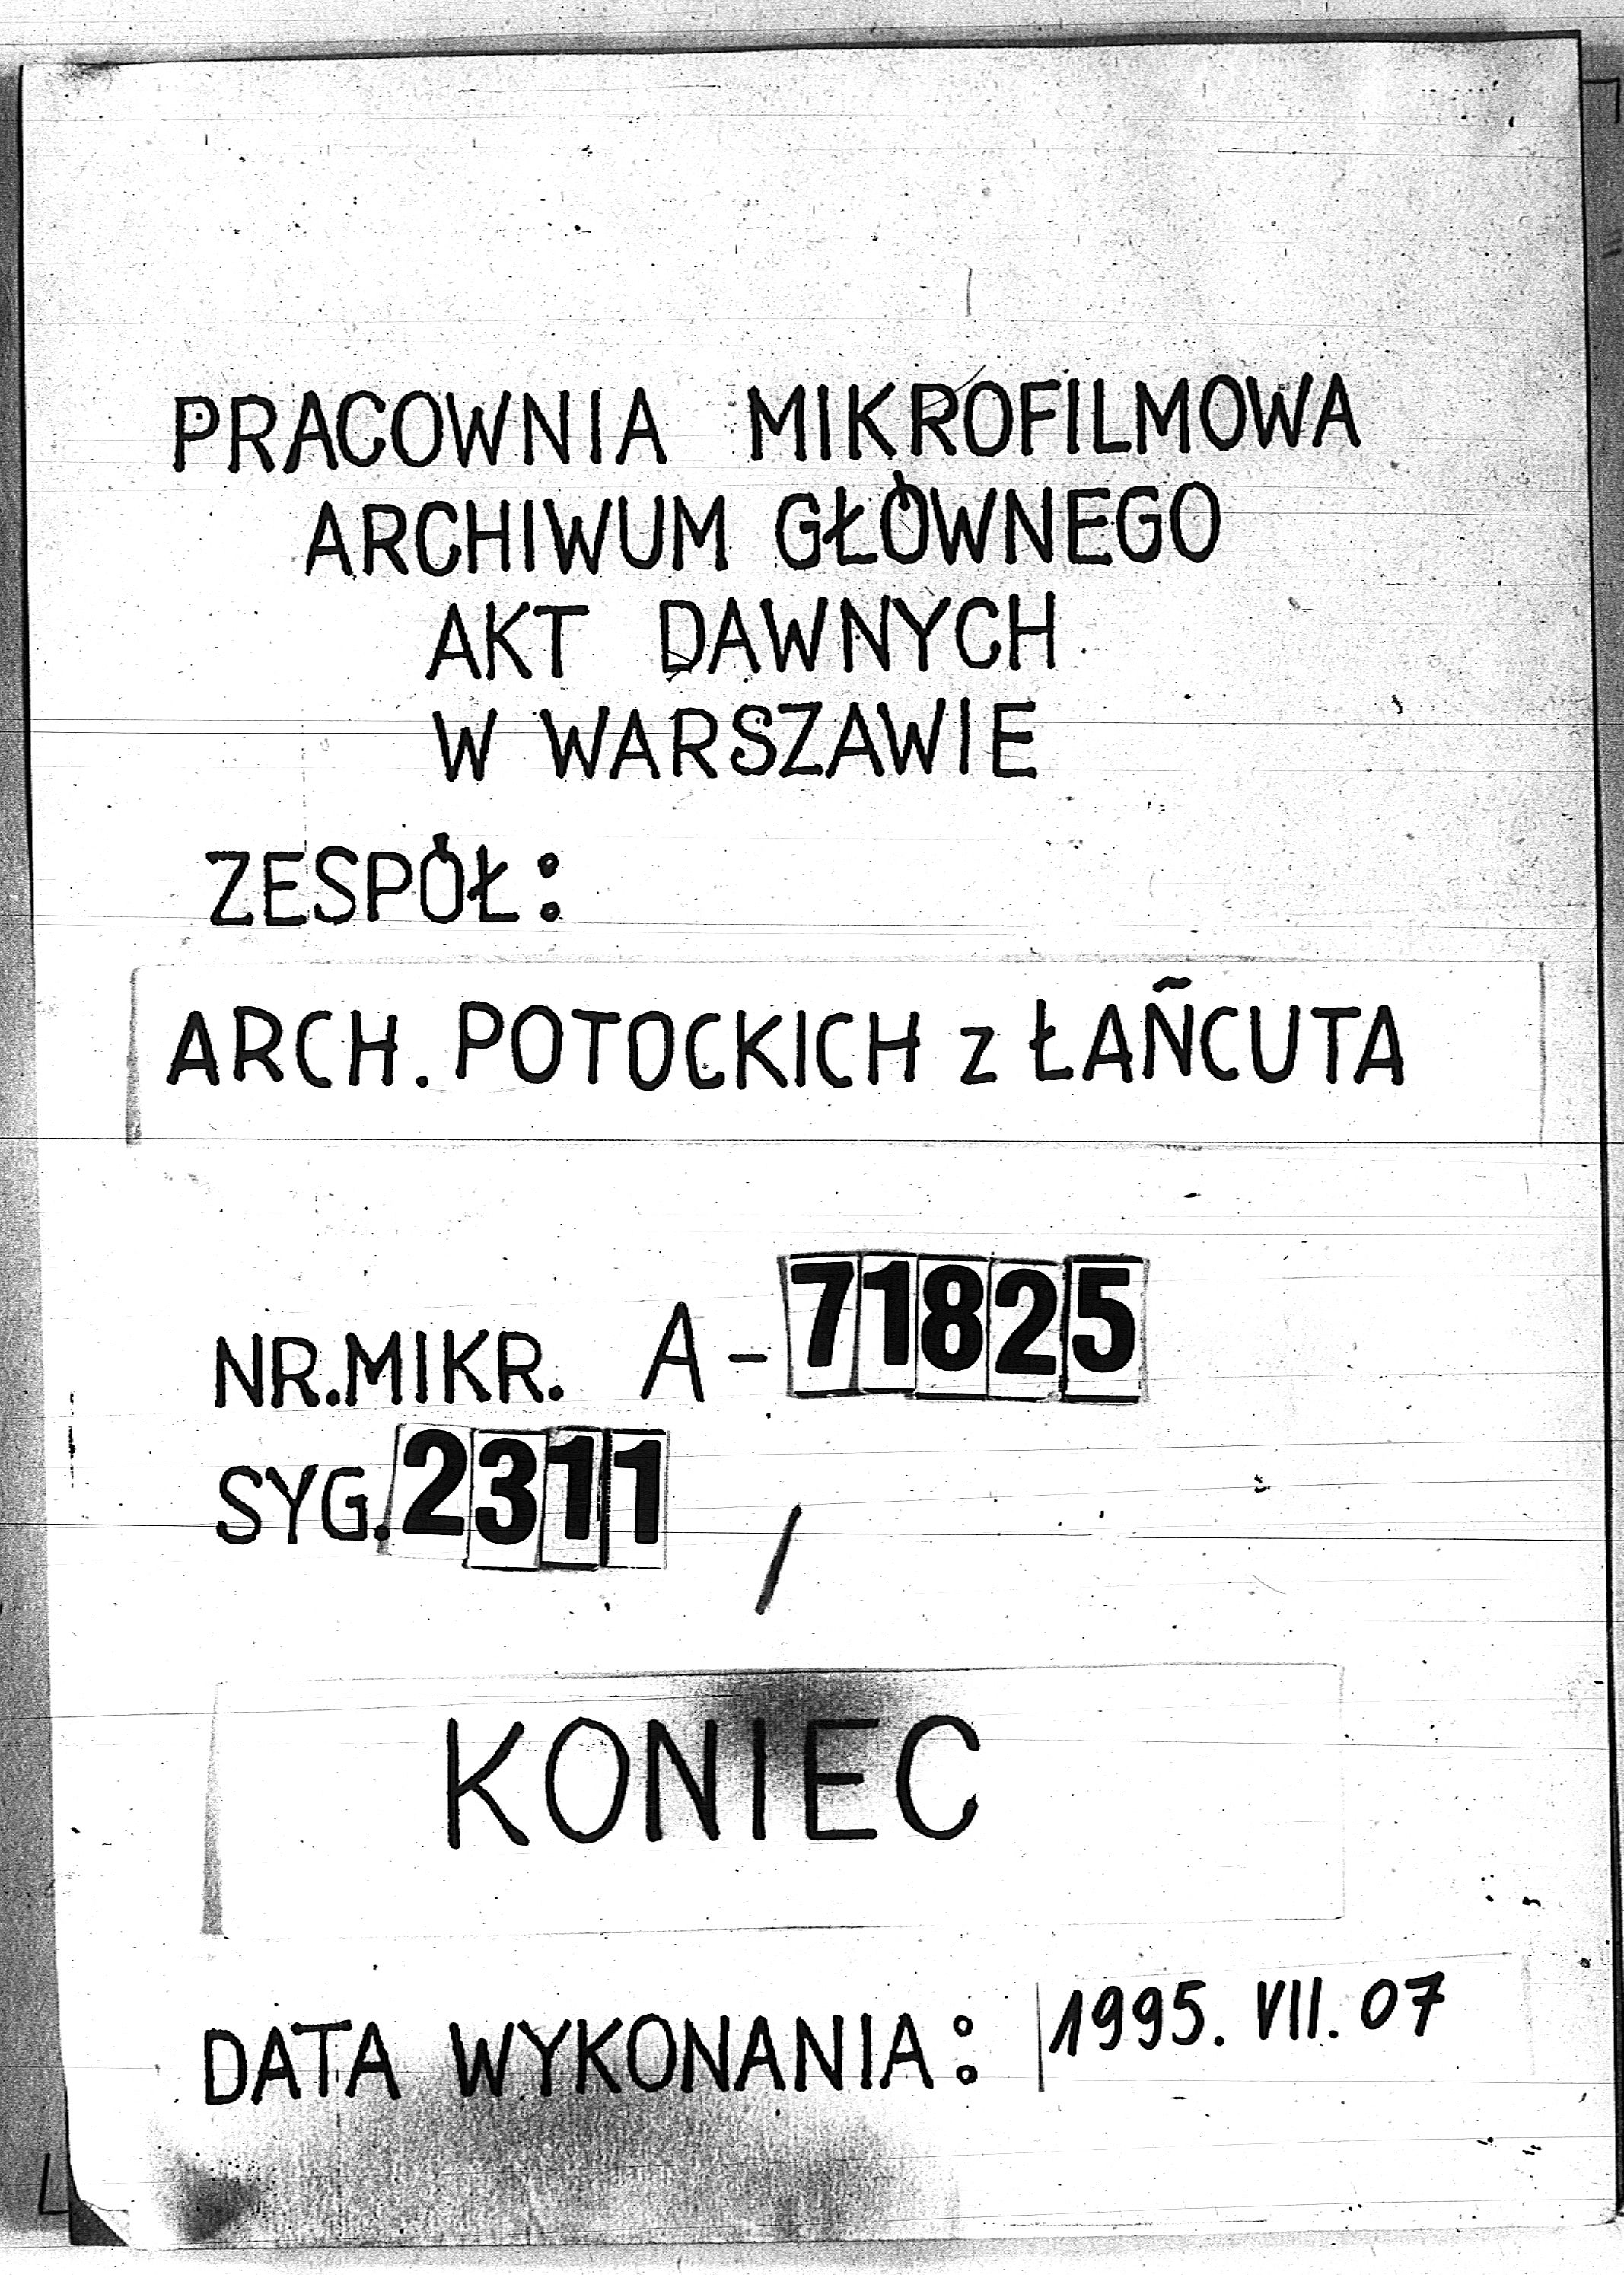 PRACOWNIA MIKROFILMOWA
ARCHIWUM GŁÓWNEGO
AKT DAWNYCH
W WARSZAWIE
ZESPÓŁ:
ARCH. POTOCKICH z ŁAŃCUTA
NR.MIKR. A-71825
SYG.2311 /
KONIEC
DATA WYKONANIA: 1995. VII. 07